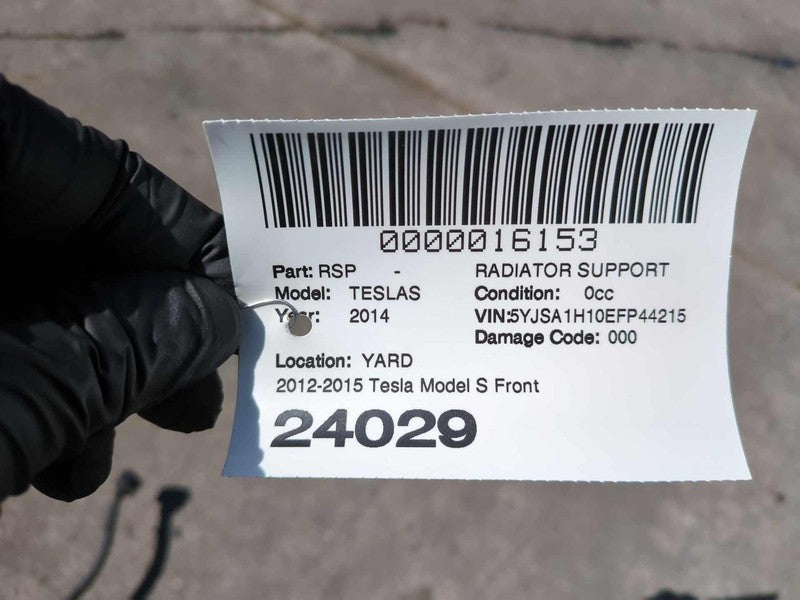 0000016153
Part: RSP - RADIATOR SUPPORT
Model: TESLAS Condition: 0cc
Year: 2014 VIN:5YJSA1H10EFP44215
Damage Code: 000
Location: YARD
2012-2015 Tesla Model S Front
24029